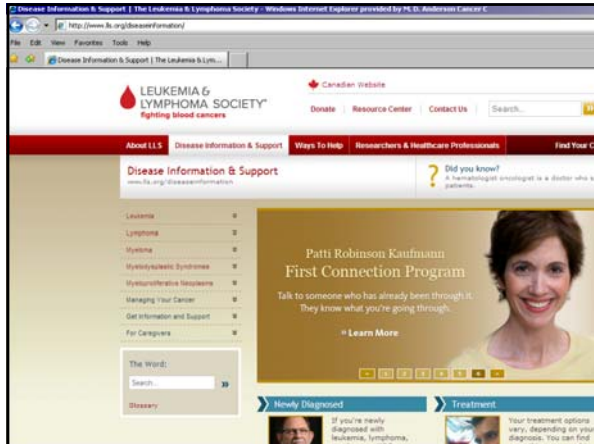 Disease Information & Support | The Leukemia & Lymphoma Society - Windows Internet Explorer provided by M. D. Anderson Cancer C
http://www.lls.org/diseaseinformation/
File Edit View Favorites Tools Help
Disease Information & Support | The Leukemia & Lym...
LEUKEMIA &
LYMPHOMA SOCIETY
fighting blood cancers
Canadian Website
Donate Resource Center Contact Us Search...
About LLS Disease Information & Support Ways To Help Researchers & Healthcare Professionals Find Your C
Disease Information & Support
www.lls.org/diseaseinformation
Did you know?
A hematologist oncologist is a doctor who s
patients.
Leukemia
Lymphoma
Myeloma
Myelodysplastic Syndromes
Myeloproliferative Neoplasms
Managing Your Cancer
Get Information and Support
For Caregivers
Patti Robinson Kaufmann
First Connection Program
Talk to someone who has already been through it.
They know what you're going through.
Learn More
1 2 3 4 5 6
The Word:
Search...
Glossary
Newly Diagnosed
If you're newly
diagnosed with
leukemia, lymphoma,
Treatment
Your treatment options
vary, depending on your
diagnosis. You can find